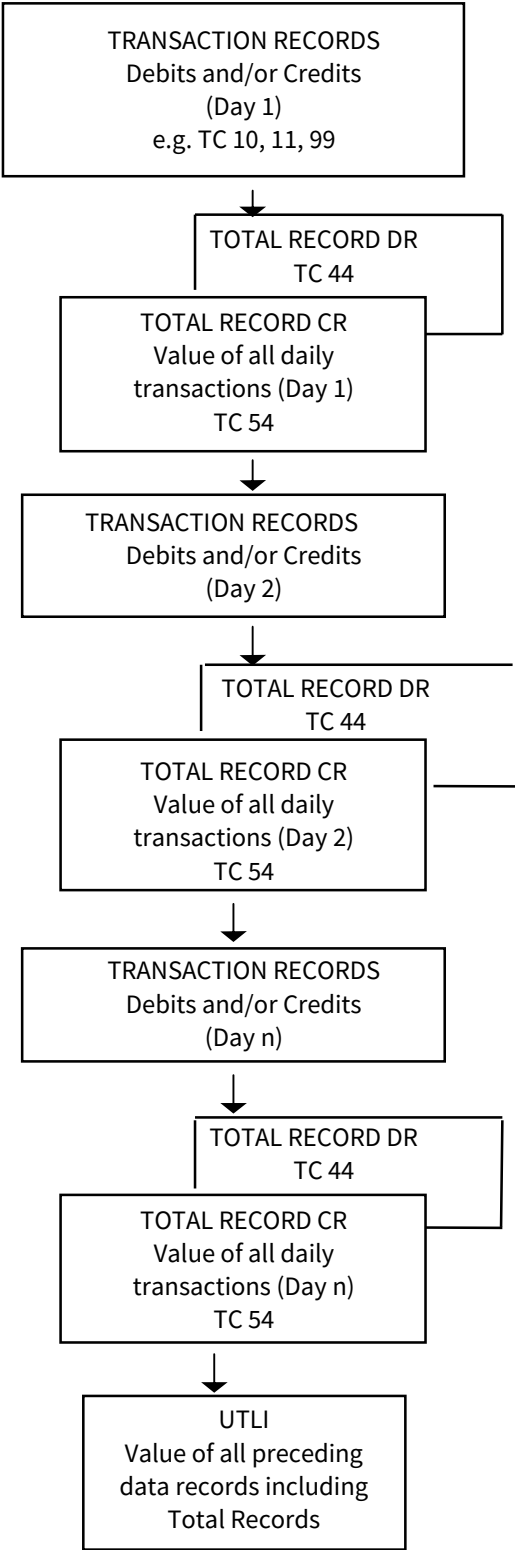 TRANSACTION RECORDS
Debits and/or Credits
(Day 1)
e.g. TC 10, 11, 99
TOTAL RECORD DR
TC 44
TOTAL RECORD CR
Value of all daily
transactions (Day 1)
TC 54
TRANSACTION RECORDS
Debits and/or Credits
(Day 2)
TOTAL RECORD DR
TC 44
TOTAL RECORD CR
Value of all daily
transactions (Day 2)
TC 54
TRANSACTION RECORDS
Debits and/or Credits
(Day n)
TOTAL RECORD DR
TC 44
TOTAL RECORD CR
Value of all daily
transactions (Day n)
TC 54
UTLI
Value of all preceding
data records including
Total Records